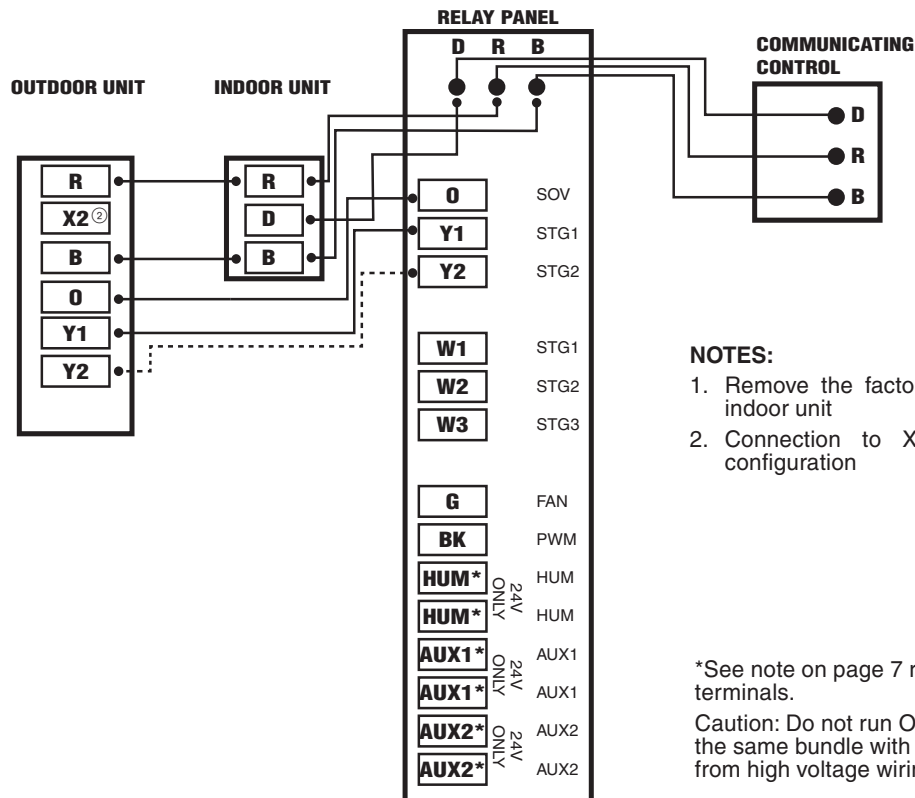 RELAY PANEL
D R B
COMMUNICATING
CONTROL
D
R
B
OUTDOOR UNIT
R
X2②
B
O
Y1
Y2
INDOOR UNIT
R
D
B
O SOV
Y1 STG1
Y2 STG2
W1 STG1
W2 STG2
W3 STG3
G FAN
BK PWM
HUM* HUM
HUM* HUM
24V
ONLY
AUX1* AUX1
AUX1* AUX1
24V
ONLY
AUX2* AUX2
AUX2* AUX2
24V
ONLY
NOTES:
1. Remove the
indoor unit
2. Connection to
configuration
*See note on page 7
terminals.
Caution: Do not run
the same bundle with
from high voltage